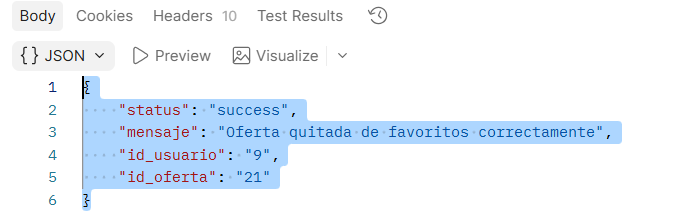 Body Cookies Headers 10 Test Results
{} JSON Preview Visualize
1 {
2 "status": "success",
3 "mensaje": "Oferta quitada de favoritos correctamente",
4 "id_usuario": "9",
5 "id_oferta": "21"
6 }